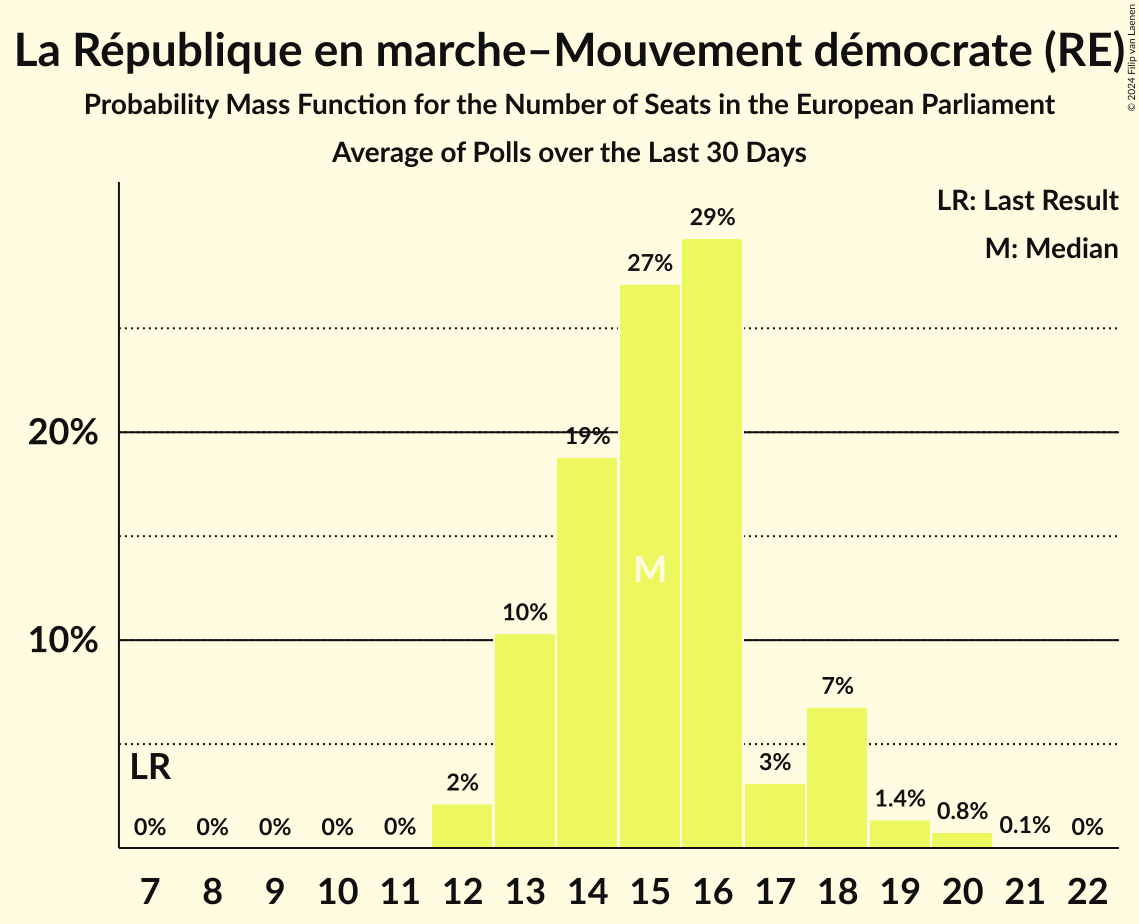 La République en marche–Mouvement démocrate (RE)
Probability Mass Function for the Number of Seats in the European Parliament
Average of Polls over the Last 30 Days
© 2024 Filip van Laenen
LR: Last Result
M: Median
29%
27%
20%
19%
M
10%
10%
7%
LR
3%
2%
1.4%
0.8%
0% 0% 0% 0% 0% 0.1% 0%
7 8 9 10 11 12 13 14 15 16 17 18 19 20 21 22